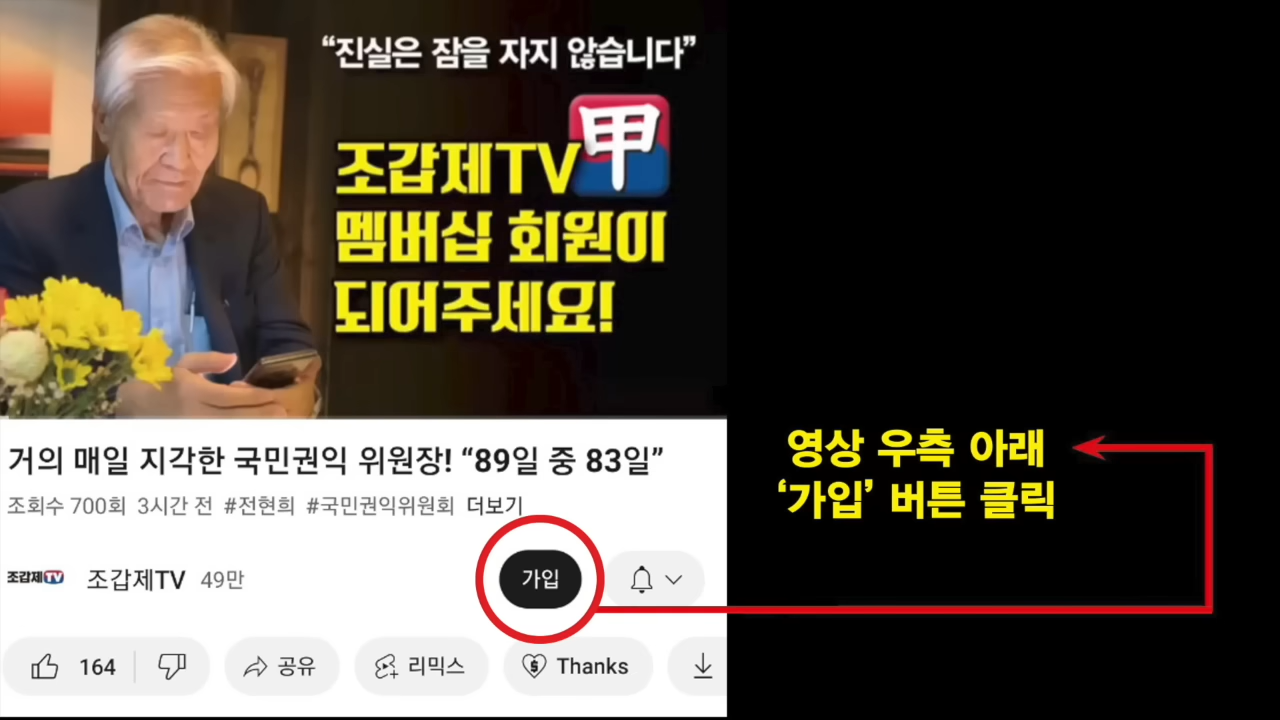 “진실은 잠을 자지 않습니다”
조갑제TV 甲
멤버십 회원이
되어주세요!
거의 매일 지각한 국민권익 위원장! “89일 중 83일”
조회수 700회 3시간 전 #전현희 #국민권익위원회 더보기
조갑제TV 조갑제TV 49만 가입
164 공유 리믹스 Thanks
영상 우측 아래
‘가입’ 버튼 클릭